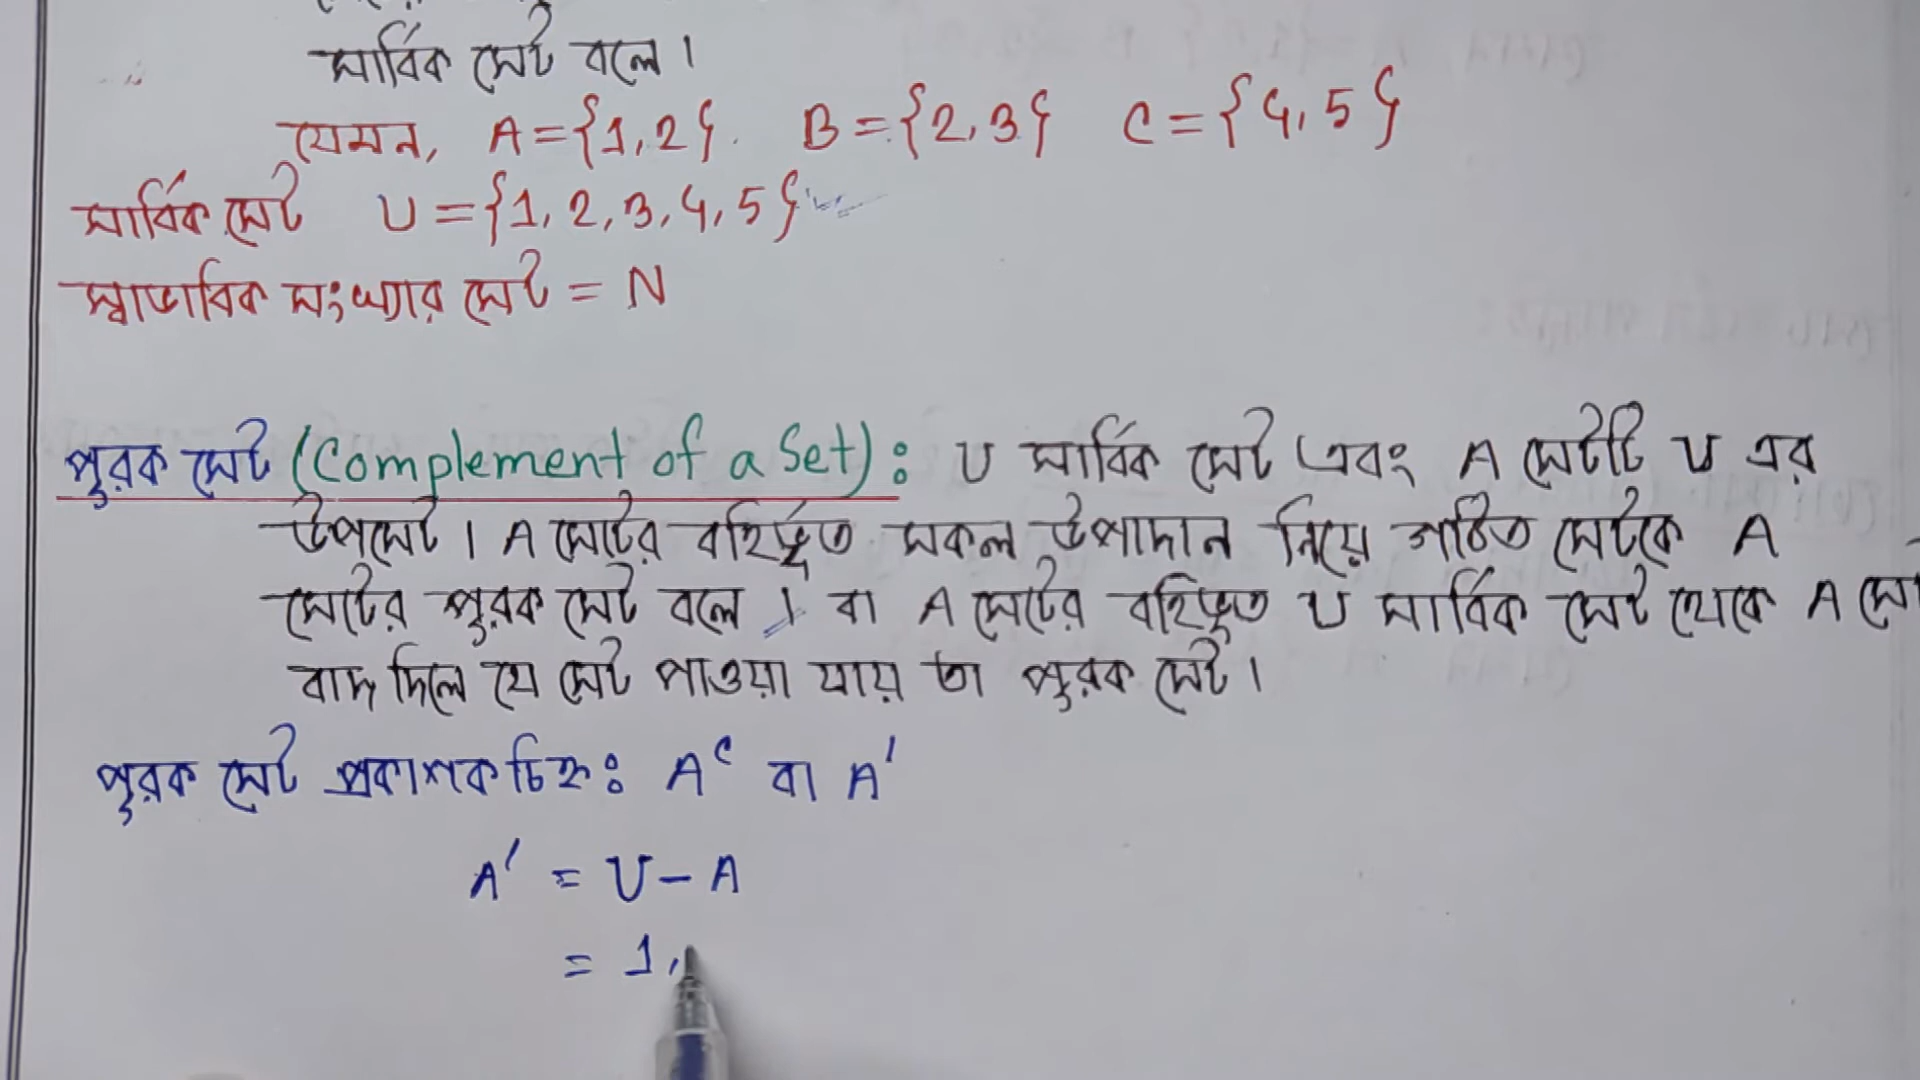 সার্বিক সেট বলে।
যেমন, A = {1, 2} B = {2, 3} C = {4, 5}
সার্বিক সেট U = {1, 2, 3, 4, 5}
স্বাভাবিক সংখ্যার সেট = N
পূরক সেট (Complement of a Set): U সার্বিক সেট এবং A সেটটি U এর
উপসেট। A সেটের বহির্ভূত সকল উপাদান নিয়ে গঠিত সেটকে A
সেটের পূরক সেট বলে। বা A সেটের বহির্ভূত U সার্বিক সেট থেকে A
বাদ দিলে যে সেট পাওয়া যায় তা পূরক সেট।
পূরক সেট প্রকাশক চিহ্ন: Aᶜ বা A'
A' = U - A
= 1,